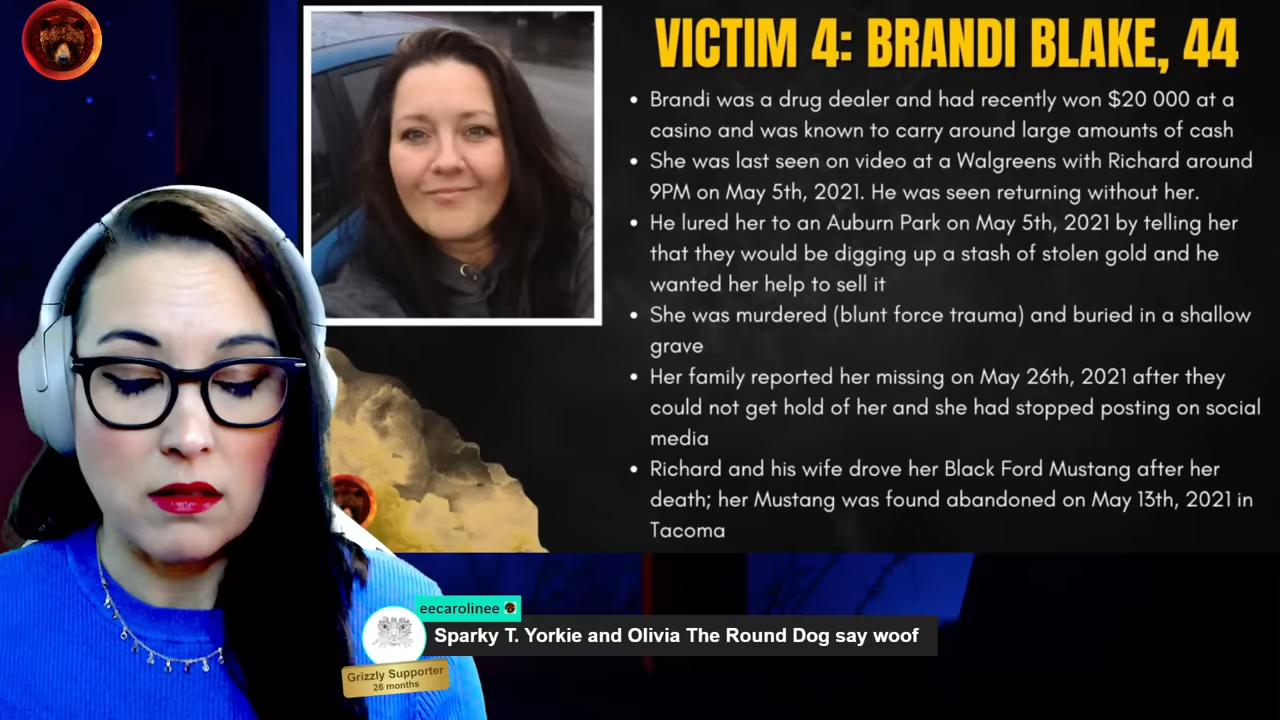 VICTIM 4: BRANDI BLAKE, 44
Brandi was a drug dealer and had recently won $20 000 at a
casino and was known to carry around large amounts of cash
She was last seen on video at a Walgreens with Richard around
9PM on May 5th, 2021. He was seen returning without her.
He lured her to an Auburn Park on May 5th, 2021 by telling her
that they would be digging up a stash of stolen gold and he
wanted her help to sell it
She was murdered (blunt force trauma) and buried in a shallow
grave
Her family reported her missing on May 26th, 2021 after they
could not get hold of her and she had stopped posting on social
media
Richard and his wife drove her Black Ford Mustang after her
death; her Mustang was found abandoned on May 13th, 2021 in
Tacoma
eecarolinee
Sparky T. Yorkie and Olivia The Round Dog say woof
Grizzly Supporter
26 months